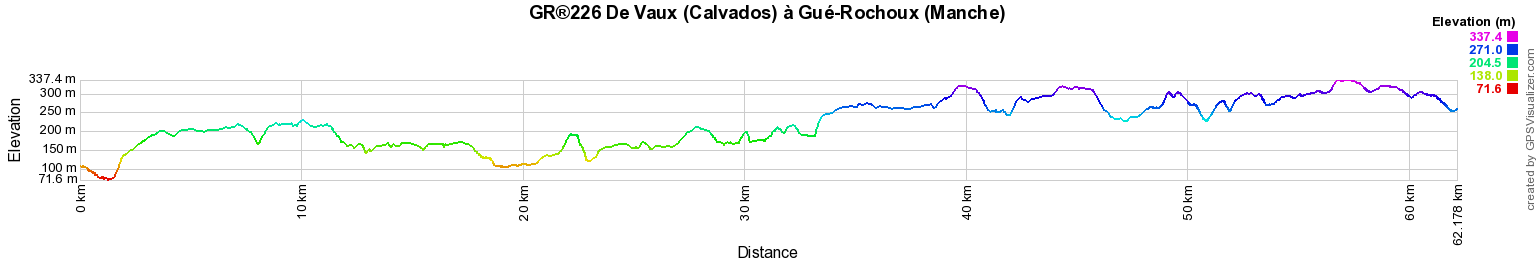 GR®226 De Vaux (Calvados) à Gué-Rochoux (Manche)
Elevation (m)
337.4
271.0
204.5
138.0
71.6
337.4 m
300 m
250 m
200 m
150 m
100 m
71.6 m
Elevation
0 km
10 km
20 km
30 km
40 km
50 km
60 km
62.178 km
Distance
created by GPSVisualizer.com